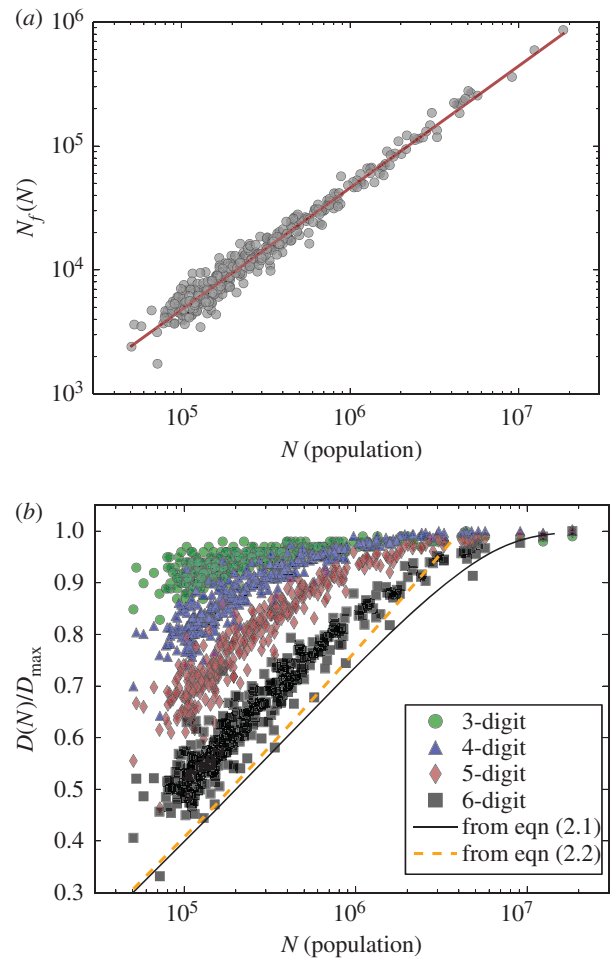 (a)
10^6
10^5
10^4
10^3
N_f(N)
10^5 10^6 10^7
N (population)
(b)
1.0
0.9
0.8
0.7
0.6
0.5
0.4
0.3
D(N)/D_max
3-digit
4-digit
5-digit
6-digit
from eqn (2.1)
from eqn (2.2)
10^5 10^6 10^7
N (population)